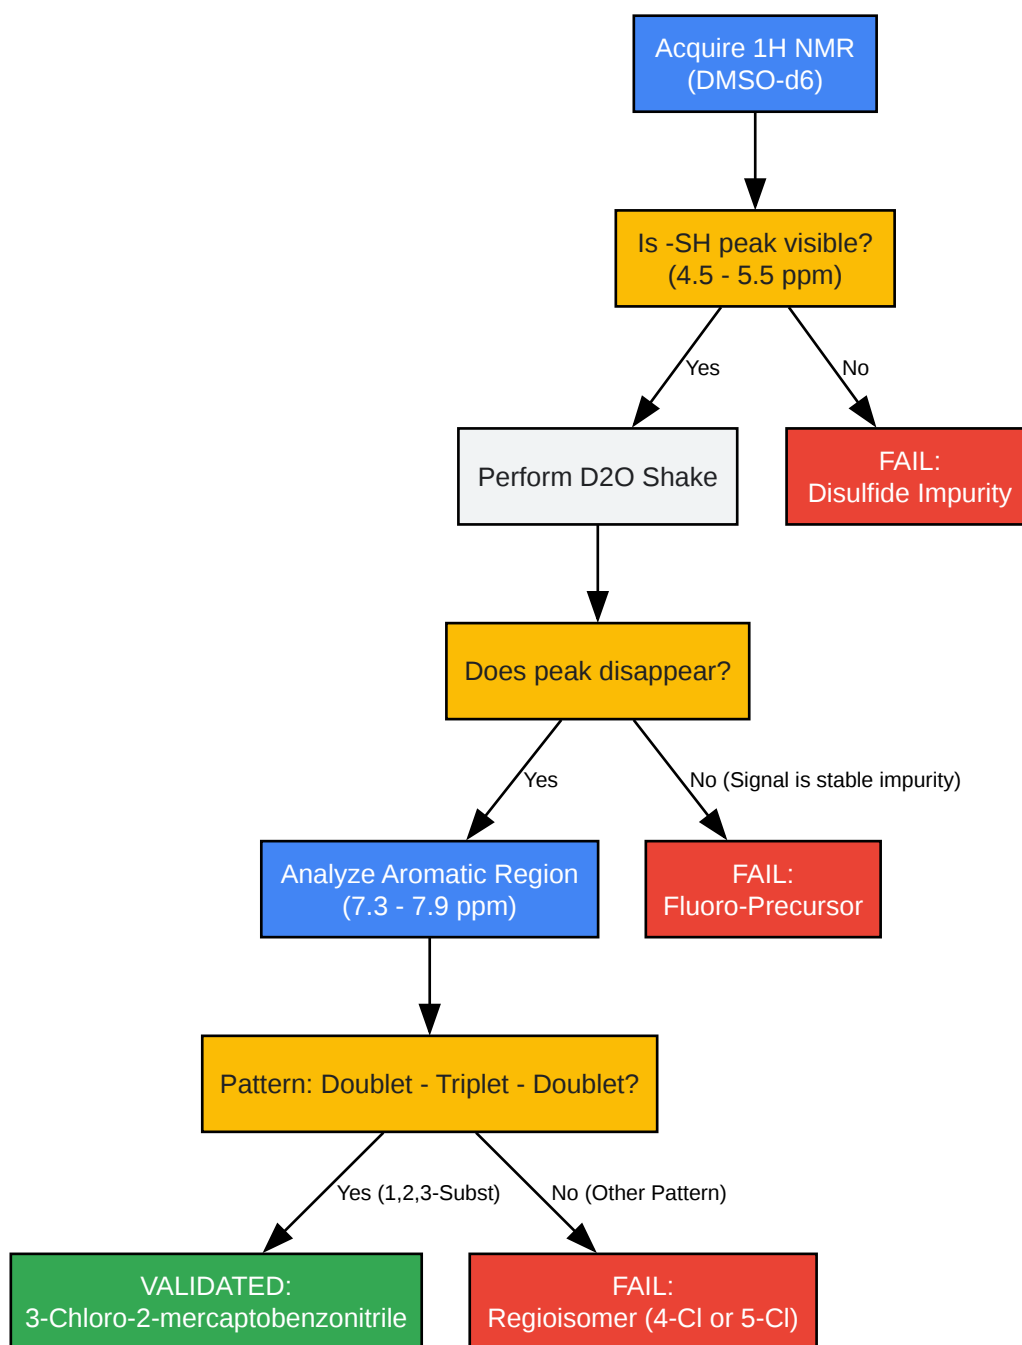 Acquire 1H NMR
(DMSO-d6)
Is -SH peak visible?
(4.5 - 5.5 ppm)
Yes
No
Perform D2O Shake
FAIL:
Disulfide Impurity
Does peak disappear?
Yes
No (Signal is stable impurity)
Analyze Aromatic Region
(7.3 - 7.9 ppm)
FAIL:
Fluoro-Precursor
Pattern: Doublet - Triplet - Doublet?
Yes (1,2,3-Subst)
No (Other Pattern)
VALIDATED:
3-Chloro-2-mercaptobenzonitrile
FAIL:
Regioisomer (4-Cl or 5-Cl)